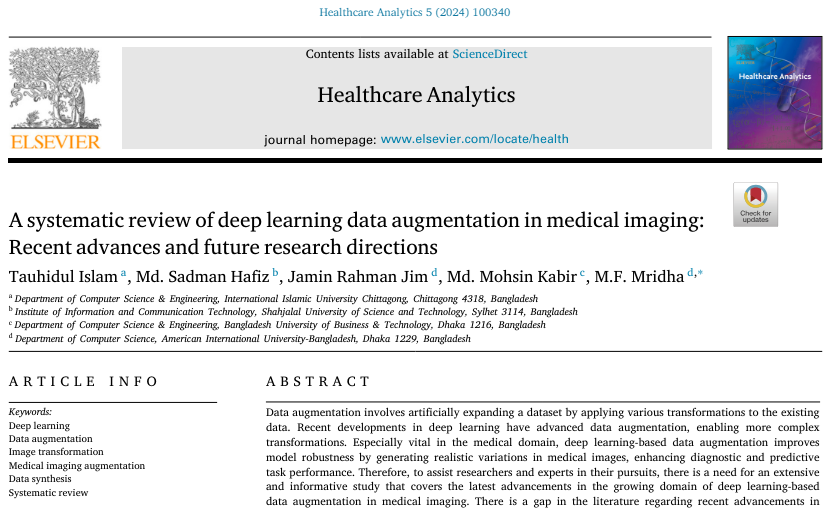 Healthcare Analytics 5 (2024) 100340
Contents lists available at ScienceDirect
Healthcare Analytics
journal homepage: www.elsevier.com/locate/health
ELSEVIER
Healthcare Analytics
Check for
updates
A systematic review of deep learning data augmentation in medical imaging:
Recent advances and future research directions
Tauhidul Islam a, Md. Sadman Hafiz b, Jamin Rahman Jim d, Md. Mohsin Kabir c, M.F. Mridha d,*
a Department of Computer Science & Engineering, International Islamic University Chittagong, Chittagong 4318, Bangladesh
b Institute of Information and Communication Technology, Shahjalal University of Science and Technology, Sylhet 3114, Bangladesh
c Department of Computer Science & Engineering, Bangladesh University of Business & Technology, Dhaka 1216, Bangladesh
d Department of Computer Science, American International University-Bangladesh, Dhaka 1229, Bangladesh
ARTICLE INFO
Keywords:
Deep learning
Data augmentation
Image transformation
Medical imaging augmentation
Data synthesis
Systematic review
ABSTRACT
Data augmentation involves artificially expanding a dataset by applying various transformations to the existing
data. Recent developments in deep learning have advanced data augmentation, enabling more complex
transformations. Especially vital in the medical domain, deep learning-based data augmentation improves
model robustness by generating realistic variations in medical images, enhancing diagnostic and predictive
task performance. Therefore, to assist researchers and experts in their pursuits, there is a need for an extensive
and informative study that covers the latest advancements in the growing domain of deep learning-based
data augmentation in medical imaging. There is a gap in the literature regarding recent advancements in